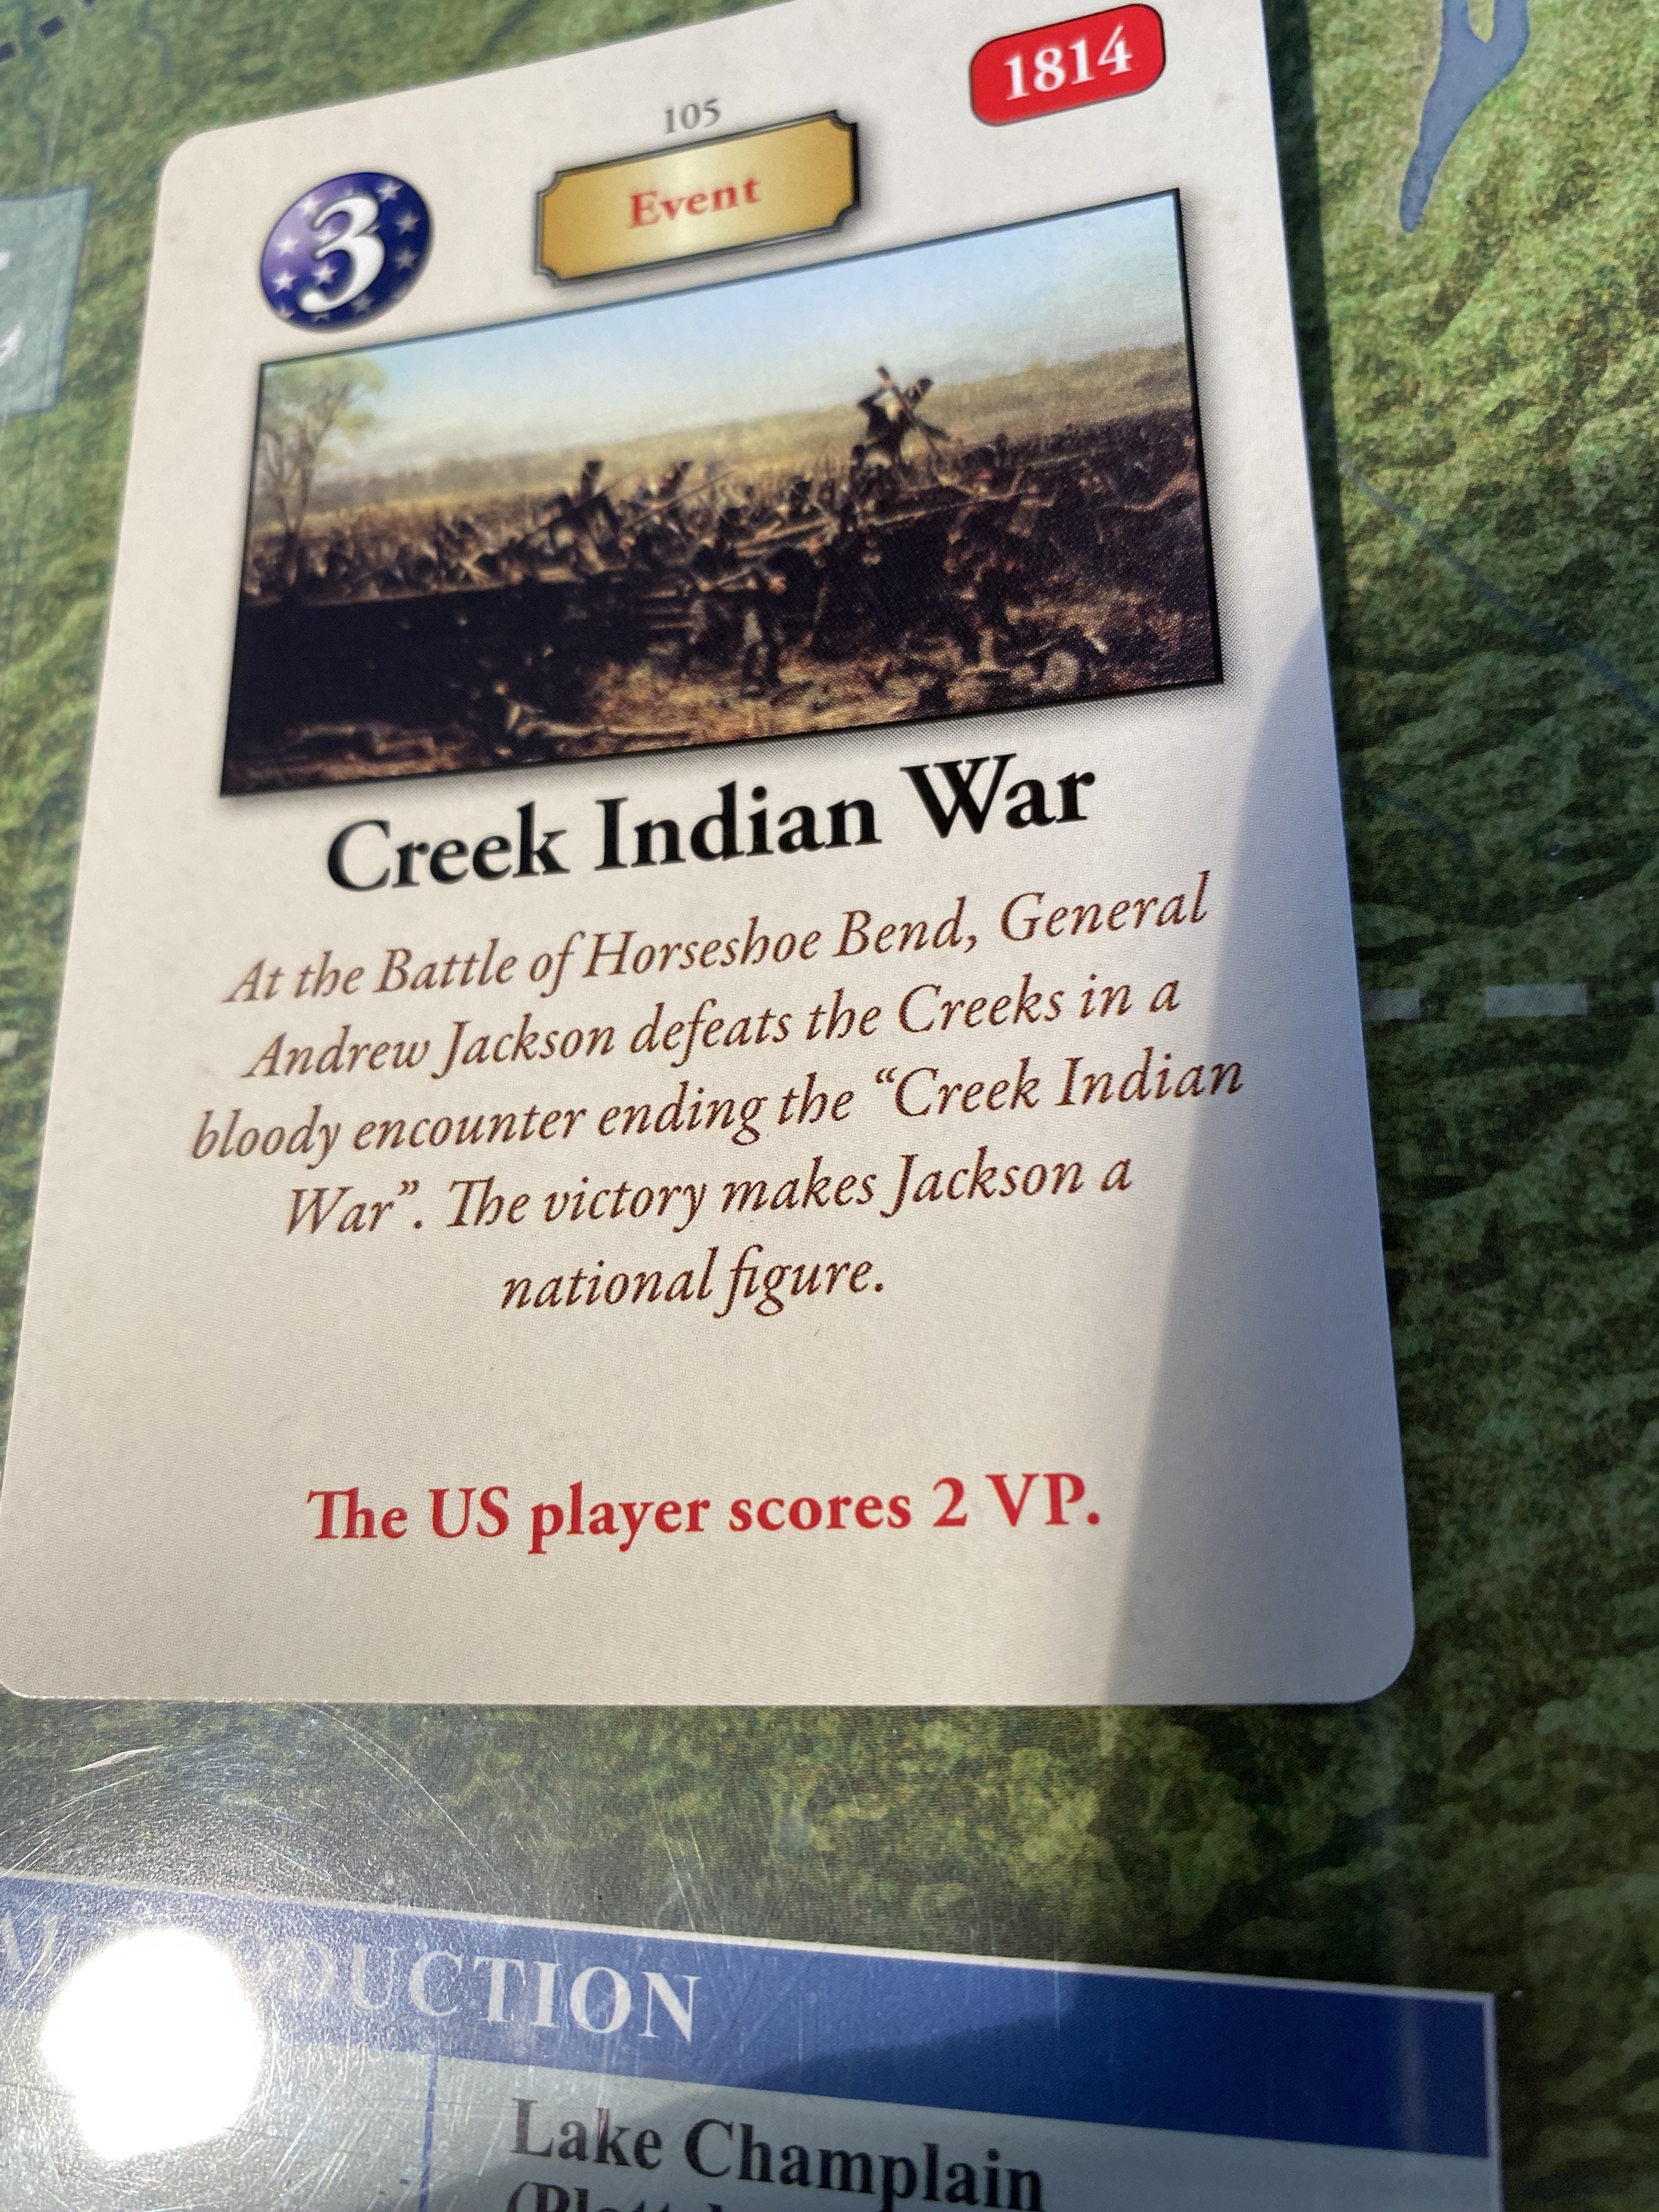 105
1814
3
Event
Creek Indian War
At the Battle of Horseshoe Bend, General
Andrew Jackson defeats the Creeks in a
bloody encounter ending the “Creek Indian
War”. The victory makes Jackson a
national figure.
The US player scores 2 VP.
Lake Champlain